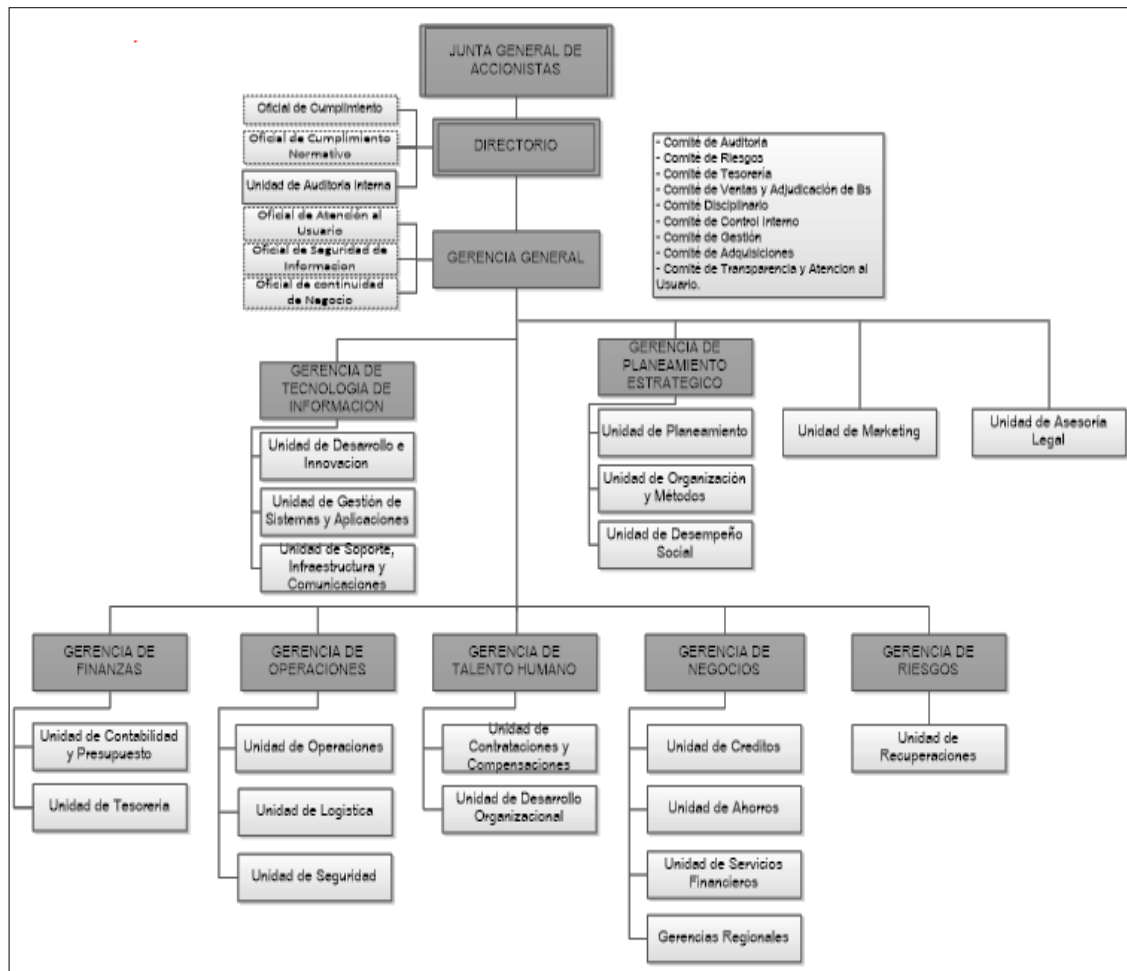 JUNTA GENERAL DE
ACCIONISTAS
Oficial de Cumplimiento
Oficial de Cumplimiento
Normativo
Unidad de Auditoria Interna
DIRECTORIO
- Comité de Auditoria
- Comité de Riesgos
- Comité de Tesorería
- Comité de Ventas y Adjudicación de Bs
- Comité Disciplinario
- Comité de Control Interno
- Comité de Gestión
- Comité de Adquisiciones
- Comité de Transparencia y Atencion al
Usuario.
Oficial de Atención al
Usuario
Oficial de Seguridad de
Informacion
Oficial de continuidad
de Negocio
GERENCIA GENERAL
GERENCIA DE
TECNOLOGIA DE
INFORMACION
Unidad de Desarrollo e
Innovacion
Unidad de Gestión de
Sistemas y Aplicaciones
Unidad de Soporte,
Infraestructura y
Comunicaciones
GERENCIA DE
PLANEAMIENTO
ESTRATEGICO
Unidad de Planeamiento
Unidad de Organización
y Métodos
Unidad de Desempeño
Social
Unidad de Marketing
Unidad de Asesoría
Legal
GERENCIA DE
FINANZAS
Unidad de Contabilidad
y Presupuesto
Unidad de Tesoreria
GERENCIA DE
OPERACIONES
Unidad de Operaciones
Unidad de Logistica
Unidad de Seguridad
GERENCIA DE
TALENTO HUMANO
Unidad de
Contrataciones y
Compensaciones
Unidad de Desarrollo
Organizacional
GERENCIA DE
NEGOCIOS
Unidad de Creditos
Unidad de Ahorros
Unidad de Servicios
Financieros
Gerencias Regionales
GERENCIA DE
RIESGOS
Unidad de
Recuperaciones